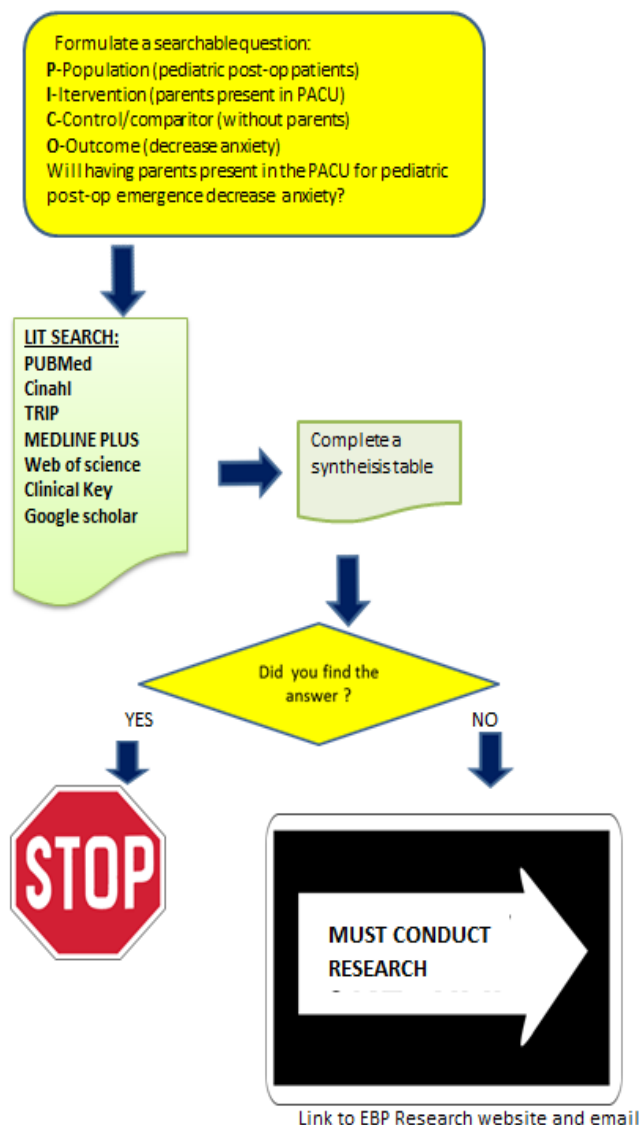 Formulate a searchable question:
P-Population (pediatric post-op patients)
I-Itervention (parents present in PACU)
C-Control/comparitor (without parents)
O-Outcome (decrease anxiety)
Will having parents present in the PACU for pediatric
post-op emergence decrease anxiety?
LIT SEARCH:
PUBMed
Cinahl
TRIP
MEDLINE PLUS
Web of science
Clinical Key
Google scholar
Complete a
syntheisis table
Did you find the
answer ?
YES
NO
STOP
MUST CONDUCT
RESEARCH
Link to EBP Research website and email